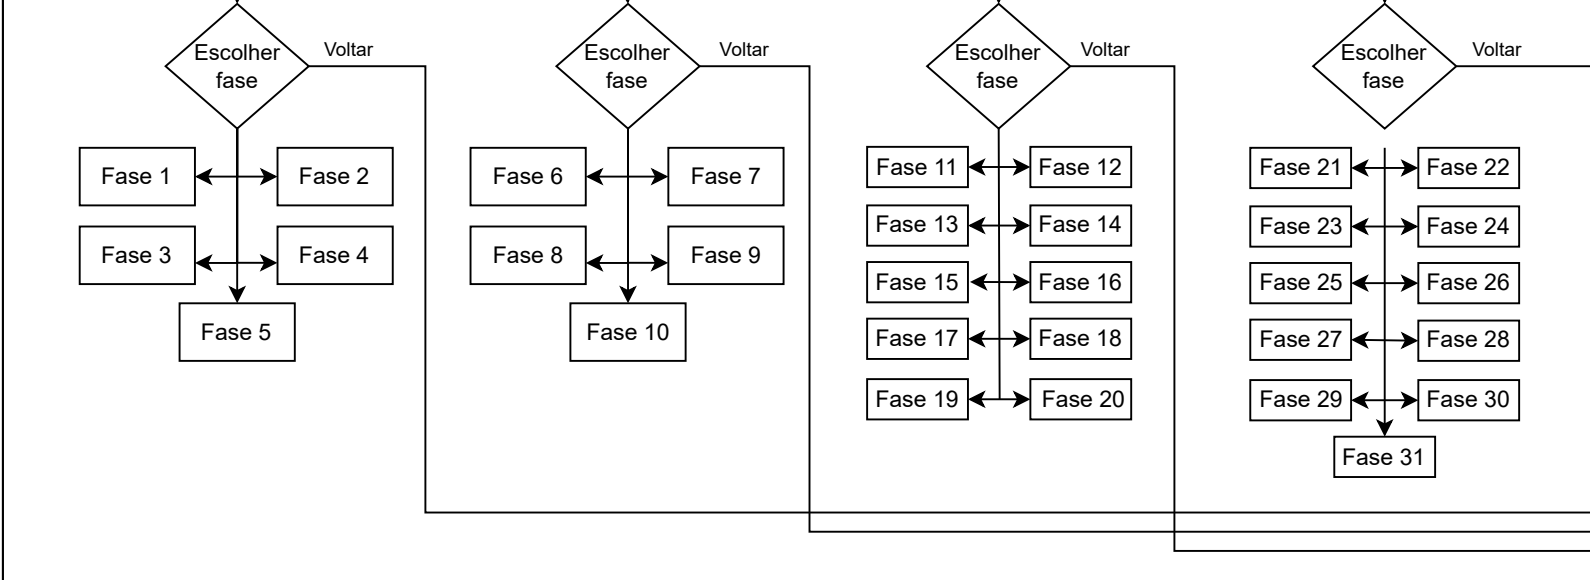 Escolher
fase
Voltar
Fase 1
Fase 2
Fase 3
Fase 4
Fase 5
Escolher
fase
Voltar
Fase 6
Fase 7
Fase 8
Fase 9
Fase 10
Escolher
fase
Voltar
Fase 11
Fase 12
Fase 13
Fase 14
Fase 15
Fase 16
Fase 17
Fase 18
Fase 19
Fase 20
Escolher
fase
Voltar
Fase 21
Fase 22
Fase 23
Fase 24
Fase 25
Fase 26
Fase 27
Fase 28
Fase 29
Fase 30
Fase 31